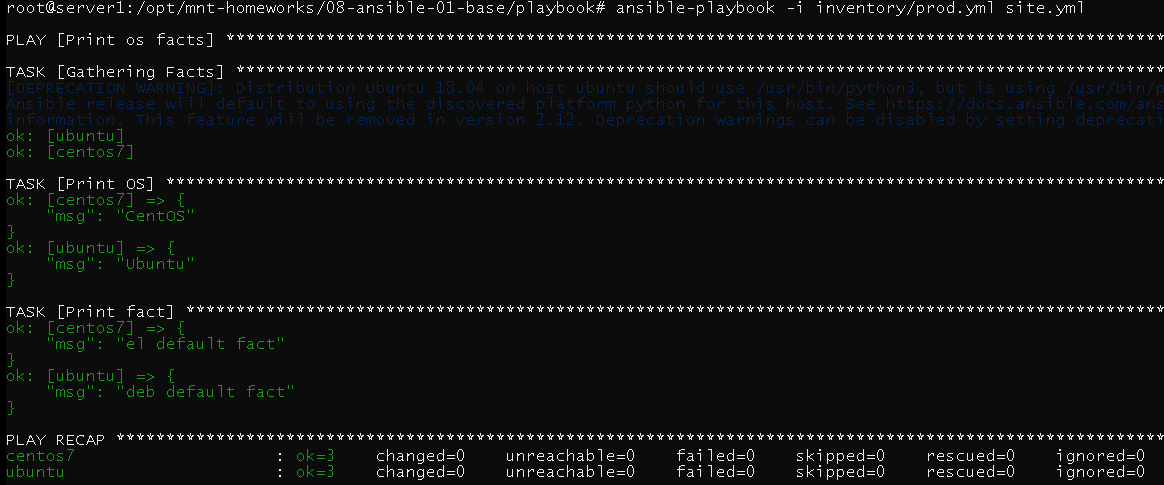 root@server1:/opt/mnt-homeworks/08-ansible-01-base/playbook# ansible-playbook -i inventory/prod.yml site.yml
PLAY [Print os facts] **********************************************************************************************
TASK [Gathering Facts] *********************************************************************************************
[DEPRECATION WARNING]: Distribution Ubuntu 18.04 on host ubuntu should use /usr/bin/python3, but is using /usr/bin/p
Ansible release will default to using the discovered platform python for this host. See https://docs.ansible.com/ans
information. This feature will be removed in version 2.12. Deprecation warnings can be disabled by setting deprecati
ok: [ubuntu]
ok: [centos7]
TASK [Print OS] ****************************************************************************************************
ok: [centos7] => {
    "msg": "CentOS"
}
ok: [ubuntu] => {
    "msg": "Ubuntu"
}
TASK [Print fact] **************************************************************************************************
ok: [centos7] => {
    "msg": "el default fact"
}
ok: [ubuntu] => {
    "msg": "deb default fact"
}
PLAY RECAP *********************************************************************************************************
centos7                    : ok=3    changed=0    unreachable=0    failed=0    skipped=0    rescued=0    ignored=0
ubuntu                     : ok=3    changed=0    unreachable=0    failed=0    skipped=0    rescued=0    ignored=0